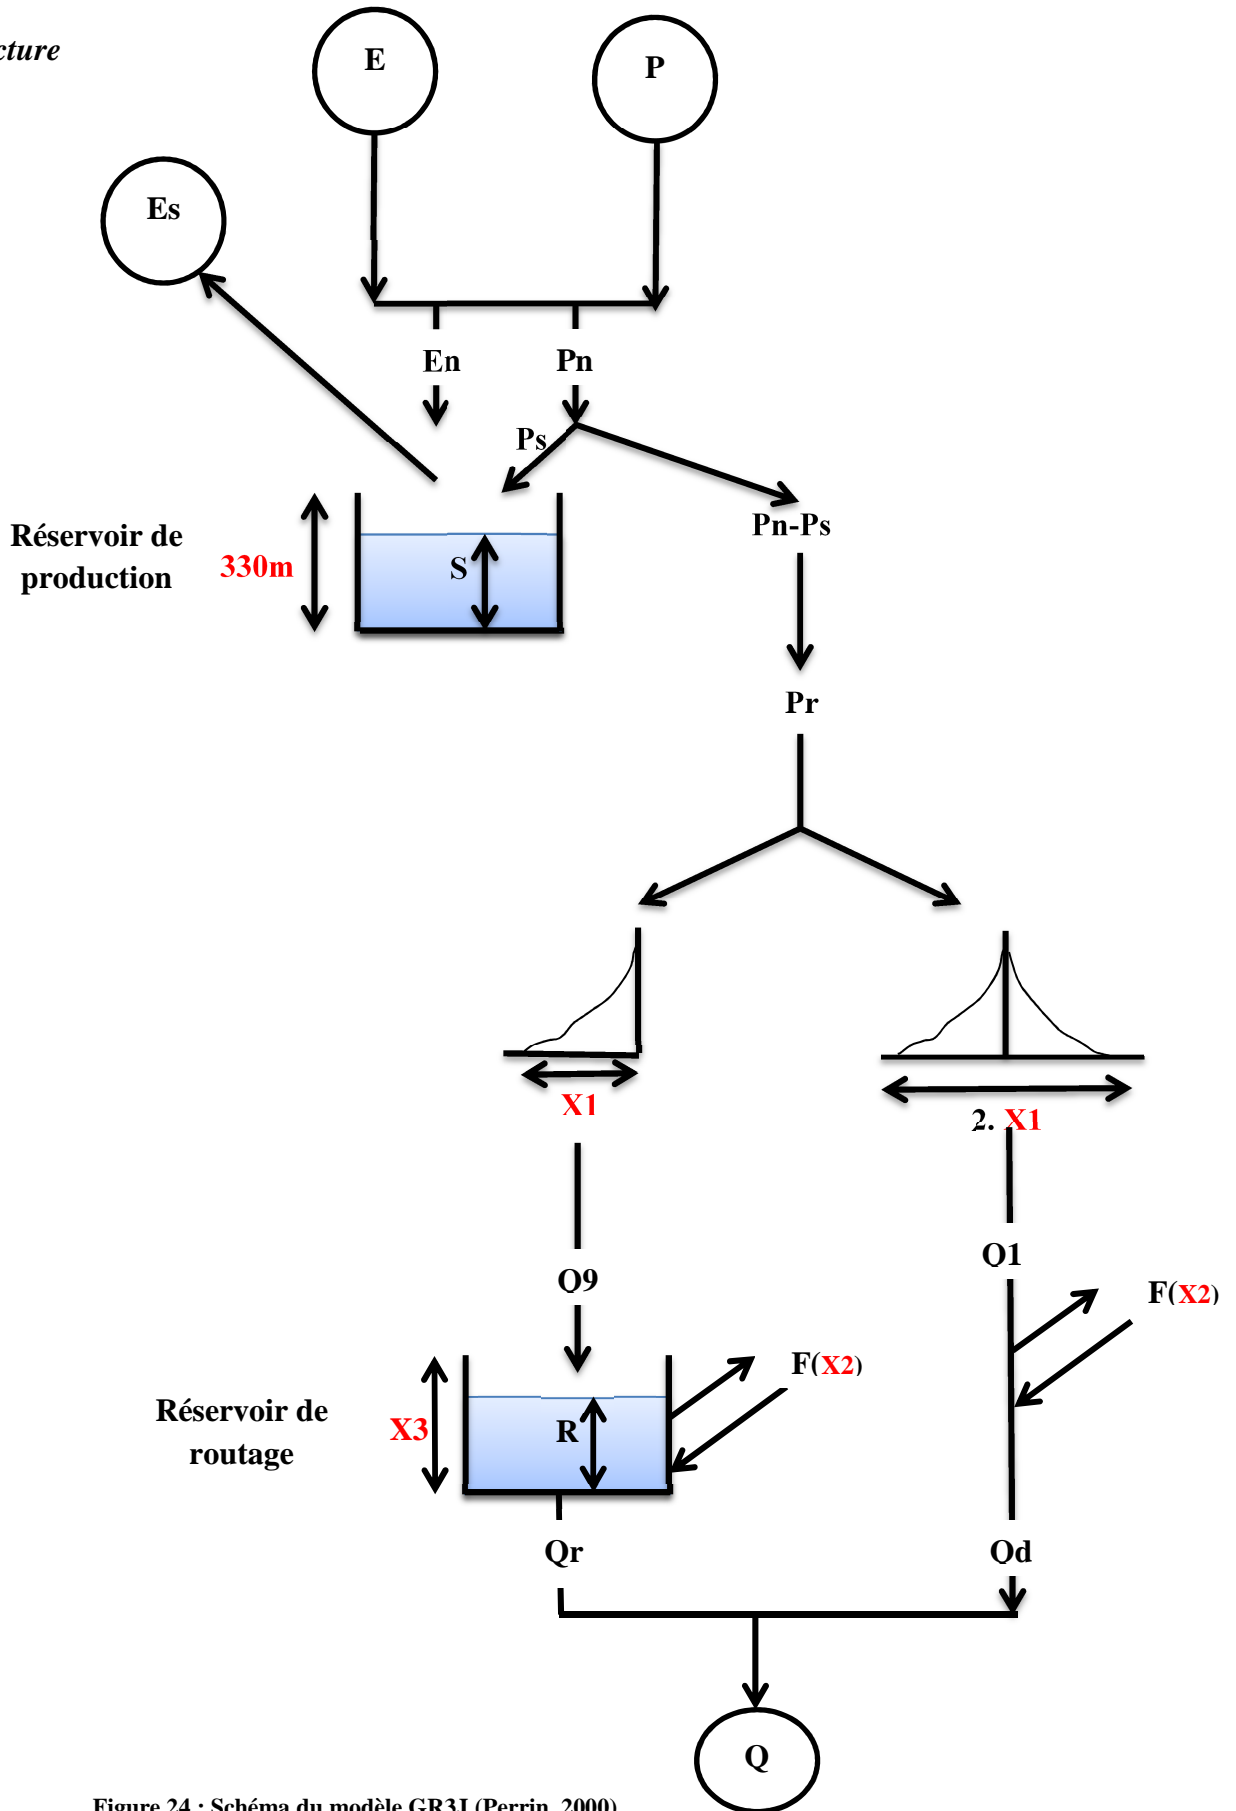 cture
E
P
Es
En
Pn
Ps
Réservoir de
production
330m
S
Pn-Ps
Pr
X1
2. X1
Q9
Q1
F(X2)
F(X2)
Réservoir de
routage
X3
R
Qr
Qd
Q
Figure 24 : Schéma du modèle GR3J (Perrin, 2000)